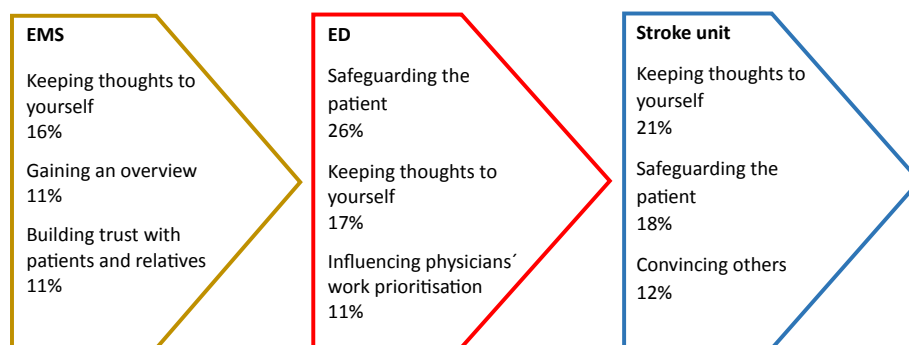 EMS
Keeping thoughts to
yourself
16%
Gaining an overview
11%
Building trust with
patients and relatives
11%
ED
Safeguarding the
patient
26%
Keeping thoughts to
yourself
17%
Influencing physicians´
work prioritisation
11%
Stroke unit
Keeping thoughts to
yourself
21%
Safeguarding the
patient
18%
Convincing others
12%